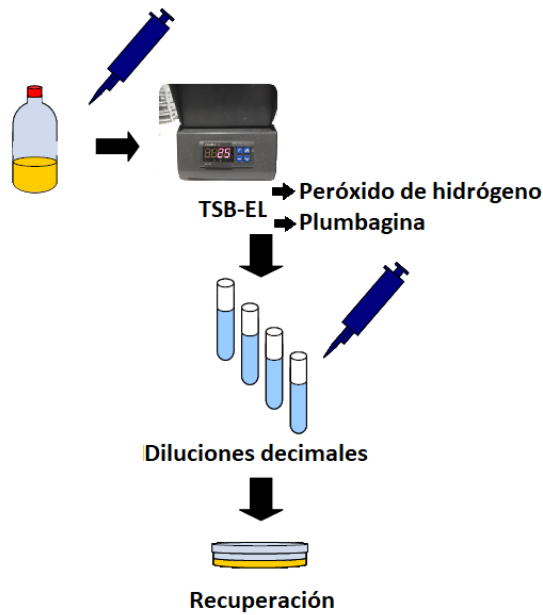 25
Peróxido de hidrógeno
TSB-EL
Plumbagina
Diluciones decimales
Recuperación